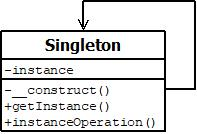 Singleton
-instance
-__construct()
+getInstance()
+instanceOperation()